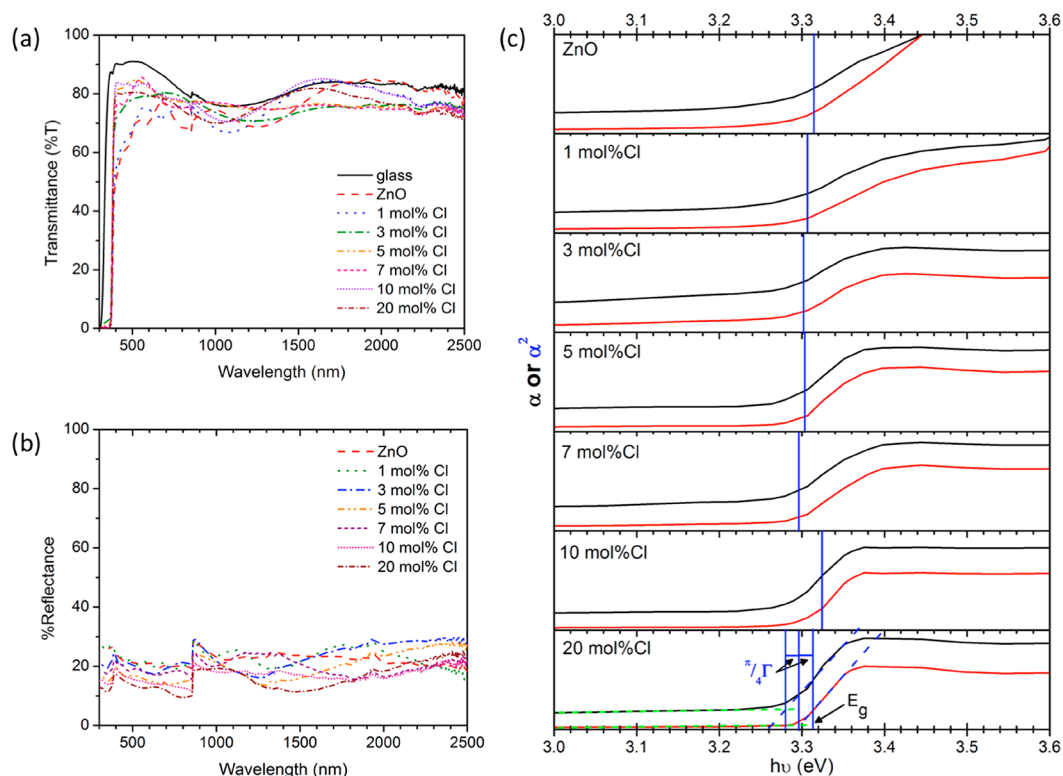 (a)
100
80
60
40
20
0
Transmittance (%T)
500 1000 1500 2000 2500
Wavelength (nm)
glass
ZnO
1 mol% Cl
3 mol% Cl
5 mol% Cl
7 mol% Cl
10 mol% Cl
20 mol% Cl
(b)
100
80
60
40
20
0
%Reflectance
500 1000 1500 2000 2500
Wavelength (nm)
ZnO
1 mol% Cl
3 mol% Cl
5 mol% Cl
7 mol% Cl
10 mol% Cl
20 mol% Cl
(c)
3.0 3.1 3.2 3.3 3.4 3.5 3.6
ZnO
1 mol%Cl
3 mol%Cl
5 mol%Cl
7 mol%Cl
10 mol%Cl
20 mol%Cl
π/4Γ
Eg
α or α²
3.0 3.1 3.2 3.3 3.4 3.5 3.6
hυ (eV)